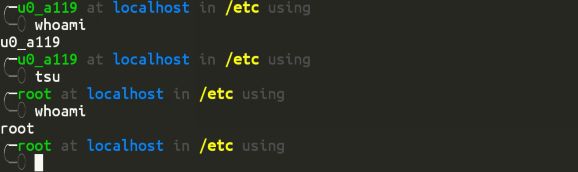 ╭─u0_a119 at localhost in /etc using
╰─○ whoami
u0_a119
╭─u0_a119 at localhost in /etc using
╰─○ tsu
╭─root at localhost in /etc using
╰─○ whoami
root
╭─root at localhost in /etc using
╰─○